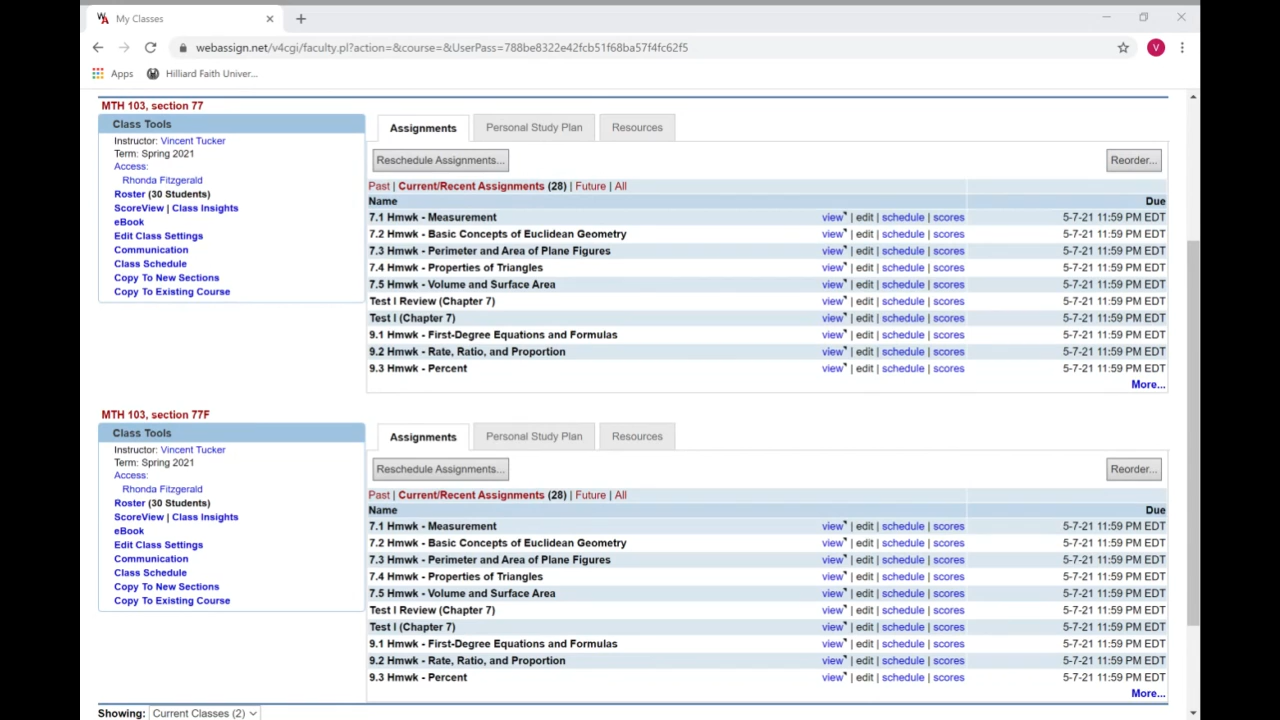 My Classes
webassign.net/v4cgi/faculty.pl?action=&course=&UserPass=788be8322e42fcb51f68ba57f4fc62f5
V
Apps Hilliard Faith Univer...
MTH 103, section 77
Class Tools
Instructor: Vincent Tucker
Term: Spring 2021
Access:
Rhonda Fitzgerald
Roster (30 Students)
ScoreView | Class Insights
eBook
Edit Class Settings
Communication
Class Schedule
Copy To New Sections
Copy To Existing Course
Assignments Personal Study Plan Resources
Reschedule Assignments... Reorder...
Past | Current/Recent Assignments (28) | Future | All
Name Due
7.1 Hmwk - Measurement view | edit | schedule | scores 5-7-21 11:59 PM EDT
7.2 Hmwk - Basic Concepts of Euclidean Geometry view | edit | schedule | scores 5-7-21 11:59 PM EDT
7.3 Hmwk - Perimeter and Area of Plane Figures view | edit | schedule | scores 5-7-21 11:59 PM EDT
7.4 Hmwk - Properties of Triangles view | edit | schedule | scores 5-7-21 11:59 PM EDT
7.5 Hmwk - Volume and Surface Area view | edit | schedule | scores 5-7-21 11:59 PM EDT
Test I Review (Chapter 7) view | edit | schedule | scores 5-7-21 11:59 PM EDT
Test I (Chapter 7) view | edit | schedule | scores 5-7-21 11:59 PM EDT
9.1 Hmwk - First-Degree Equations and Formulas view | edit | schedule | scores 5-7-21 11:59 PM EDT
9.2 Hmwk - Rate, Ratio, and Proportion view | edit | schedule | scores 5-7-21 11:59 PM EDT
9.3 Hmwk - Percent view | edit | schedule | scores 5-7-21 11:59 PM EDT
More...
MTH 103, section 77F
Class Tools
Instructor: Vincent Tucker
Term: Spring 2021
Access:
Rhonda Fitzgerald
Roster (30 Students)
ScoreView | Class Insights
eBook
Edit Class Settings
Communication
Class Schedule
Copy To New Sections
Copy To Existing Course
Assignments Personal Study Plan Resources
Reschedule Assignments... Reorder...
Past | Current/Recent Assignments (28) | Future | All
Name Due
7.1 Hmwk - Measurement view | edit | schedule | scores 5-7-21 11:59 PM EDT
7.2 Hmwk - Basic Concepts of Euclidean Geometry view | edit | schedule | scores 5-7-21 11:59 PM EDT
7.3 Hmwk - Perimeter and Area of Plane Figures view | edit | schedule | scores 5-7-21 11:59 PM EDT
7.4 Hmwk - Properties of Triangles view | edit | schedule | scores 5-7-21 11:59 PM EDT
7.5 Hmwk - Volume and Surface Area view | edit | schedule | scores 5-7-21 11:59 PM EDT
Test I Review (Chapter 7) view | edit | schedule | scores 5-7-21 11:59 PM EDT
Test I (Chapter 7) view | edit | schedule | scores 5-7-21 11:59 PM EDT
9.1 Hmwk - First-Degree Equations and Formulas view | edit | schedule | scores 5-7-21 11:59 PM EDT
9.2 Hmwk - Rate, Ratio, and Proportion view | edit | schedule | scores 5-7-21 11:59 PM EDT
9.3 Hmwk - Percent view | edit | schedule | scores 5-7-21 11:59 PM EDT
More...
Showing: Current Classes (2)